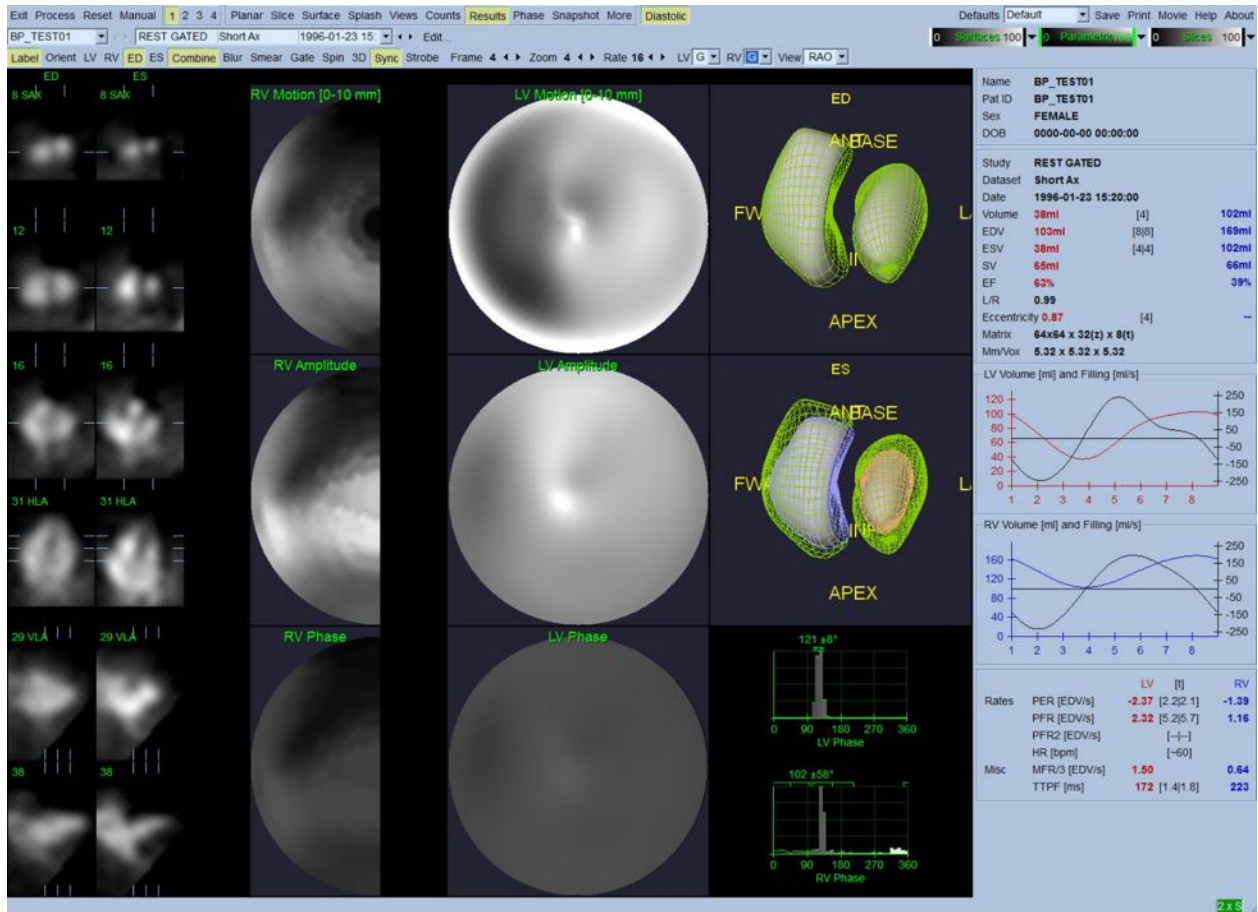 Exit Process Reset Manual 1 2 3 4 Planar Slice Surface Splash Views Counts Results Phase Snapshot More Diastolic Defaults Default Save Print Movie Help About
BP_TEST01 REST GATED Short Ax 1996-01-23 15: Edit... 0 Surfaces 100 0 Parametric 0 Slices 100
Label Orient LV RV ED ES Combine Blur Smear Gate Spin 3D Sync Strobe Frame 4 Zoom 4 Rate 16 LV G RV G View RAO
ED ES
8 SAX 8 SAX
12 12
16 16
31 HLA 31 HLA
29 VLA 29 VLA
38 38
RV Motion [0-10 mm] LV Motion [0-10 mm]
RV Amplitude LV Amplitude
RV Phase LV Phase
ED
ANT BASE
FW
APEX
ES
ANT BASE
FW
APEX
121 ±8°
0 90 180 270 360
LV Phase
102 ±58°
0 90 180 270 360
RV Phase
Name BP_TEST01
Pat ID BP_TEST01
Sex FEMALE
DOB 0000-00-00 00:00:00
Study REST GATED
Dataset Short Ax
Date 1996-01-23 15:20:00
Volume 38ml [4] 102ml
EDV 103ml [8|8] 169ml
ESV 38ml [4|4] 102ml
SV 65ml 66ml
EF 63% 39%
L/R 0.99
Eccentricity 0.87 [4] --
Matrix 64x64 x 32(z) x 8(t)
Mm/Vox 5.32 x 5.32 x 5.32
LV Volume [ml] and Filling [ml/s]
120 250
100 150
80 50
60 -50
40 -150
20 -250
0
1 2 3 4 5 6 7 8
RV Volume [ml] and Filling [ml/s]
160 250
120 150
80 50
40 -50
0 -150
-250
1 2 3 4 5 6 7 8
LV [f] RV
Rates PER [EDV/s] -2.37 [2.2|2.1] -1.39
PFR [EDV/s] 2.32 [5.2|5.7] 1.16
PFR2 [EDV/s] [--|--]
HR [bpm] [~60]
Misc MFR/3 [EDV/s] 1.50 0.64
TTPF [ms] 172 [1.4|1.8] 223
2 x S